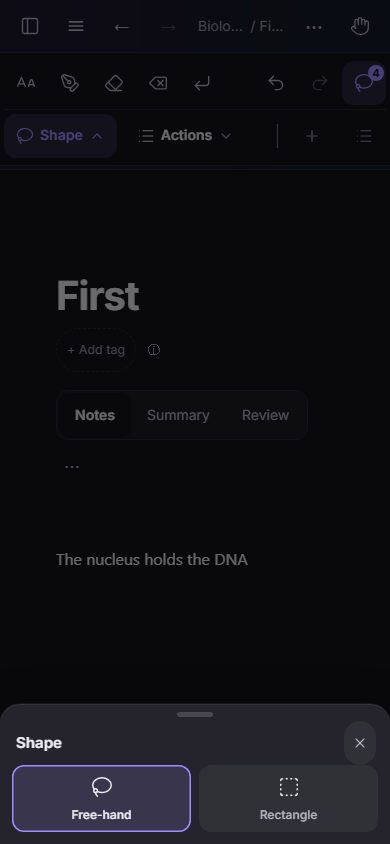 Biolo... / Fi...
AA
4
Shape
Actions
First
+ Add tag
Notes Summary Review
The nucleus holds the DNA
Shape
Free-hand
Rectangle